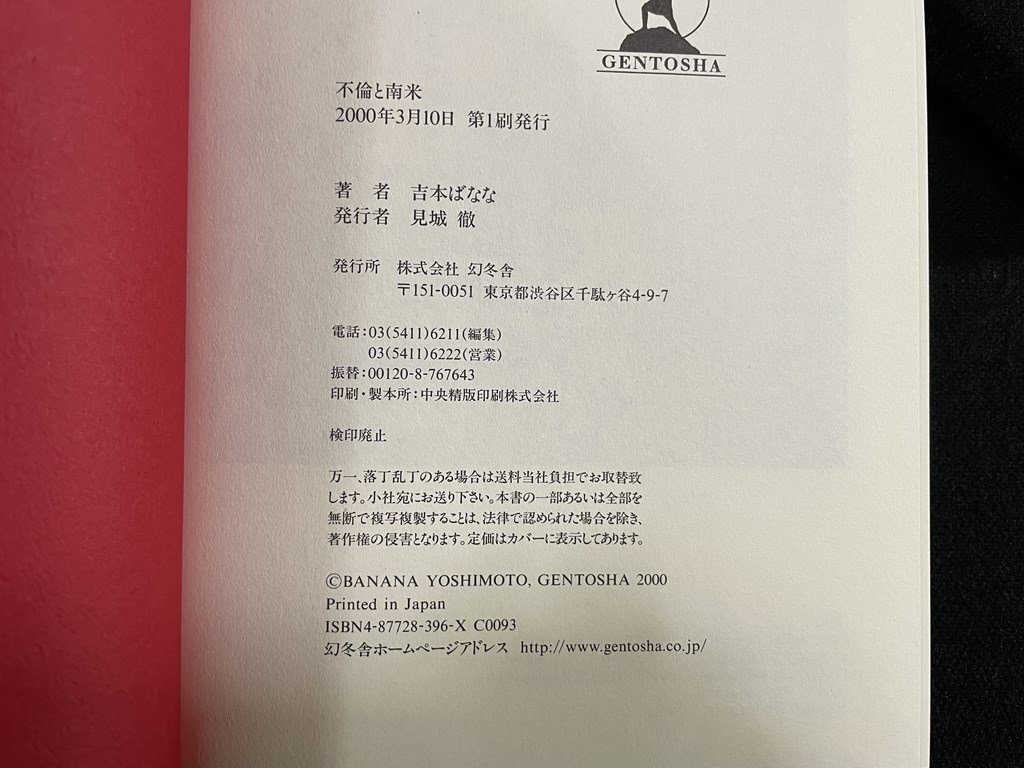 GENTOSHA
不倫と南米
2000年3月10日 第1刷発行
著 者 吉本ばなな
発行者 見城 徹
発行所 株式会社 幻冬舎
〒151-0051 東京都渋谷区千駄ヶ谷4-9-7
電話:03(5411)6211(編集)
03(5411)6222(営業)
振替:00120-8-767643
印刷・製本所:中央精版印刷株式会社
検印廃止
万一、落丁乱丁のある場合は送料当社負担でお取替致
します。小社宛にお送り下さい。本書の一部あるいは全部を
無断で複写複製することは、法律で認められた場合を除き、
著作権の侵害となります。定価はカバーに表示してあります。
©BANANA YOSHIMOTO, GENTOSHA 2000
Printed in Japan
ISBN4-87728-396-X C0093
幻冬舎ホームページアドレス http://www.gentosha.co.jp/